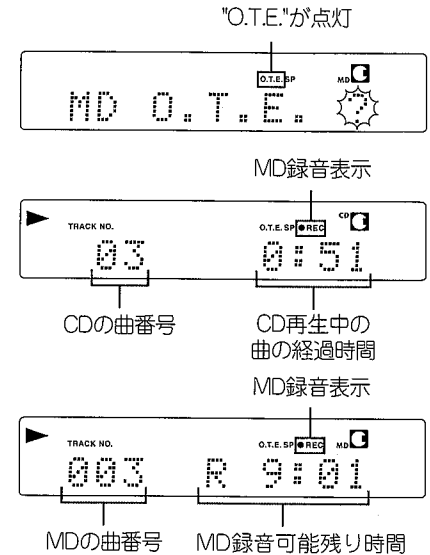 "O.T.E."が点灯
O.T.E. SP MD
MD O.T.E. ?
MD録音表示
TRACK NO. O.T.E. SP ●REC CD
03 0:51
CDの曲番号
CD再生中の
曲の経過時間
MD録音表示
TRACK NO. O.T.E. SP ●REC MD
003 R 9:01
MDの曲番号 MD録音可能残り時間